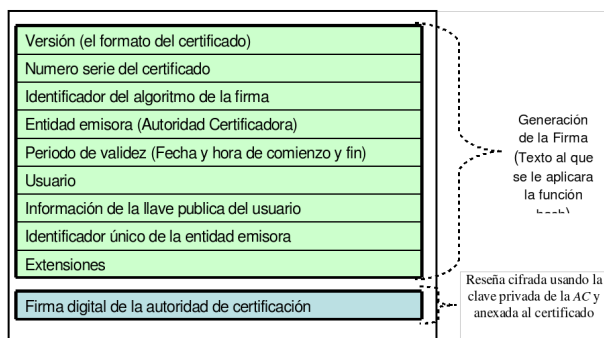 Versión (el formato del certificado)
Numero serie del certificado
Identificador del algoritmo de la firma
Entidad emisora (Autoridad Certificadora)
Periodo de validez (Fecha y hora de comienzo y fin)
Usuario
Información de la llave publica del usuario
Identificador único de la entidad emisora
Extensiones
Firma digital de la autoridad de certificación
Generación
de la Firma
(Texto al que
se le aplicara
la función
hash)
Reseña cifrada usando la
clave privada de la AC y
anexada al certificado